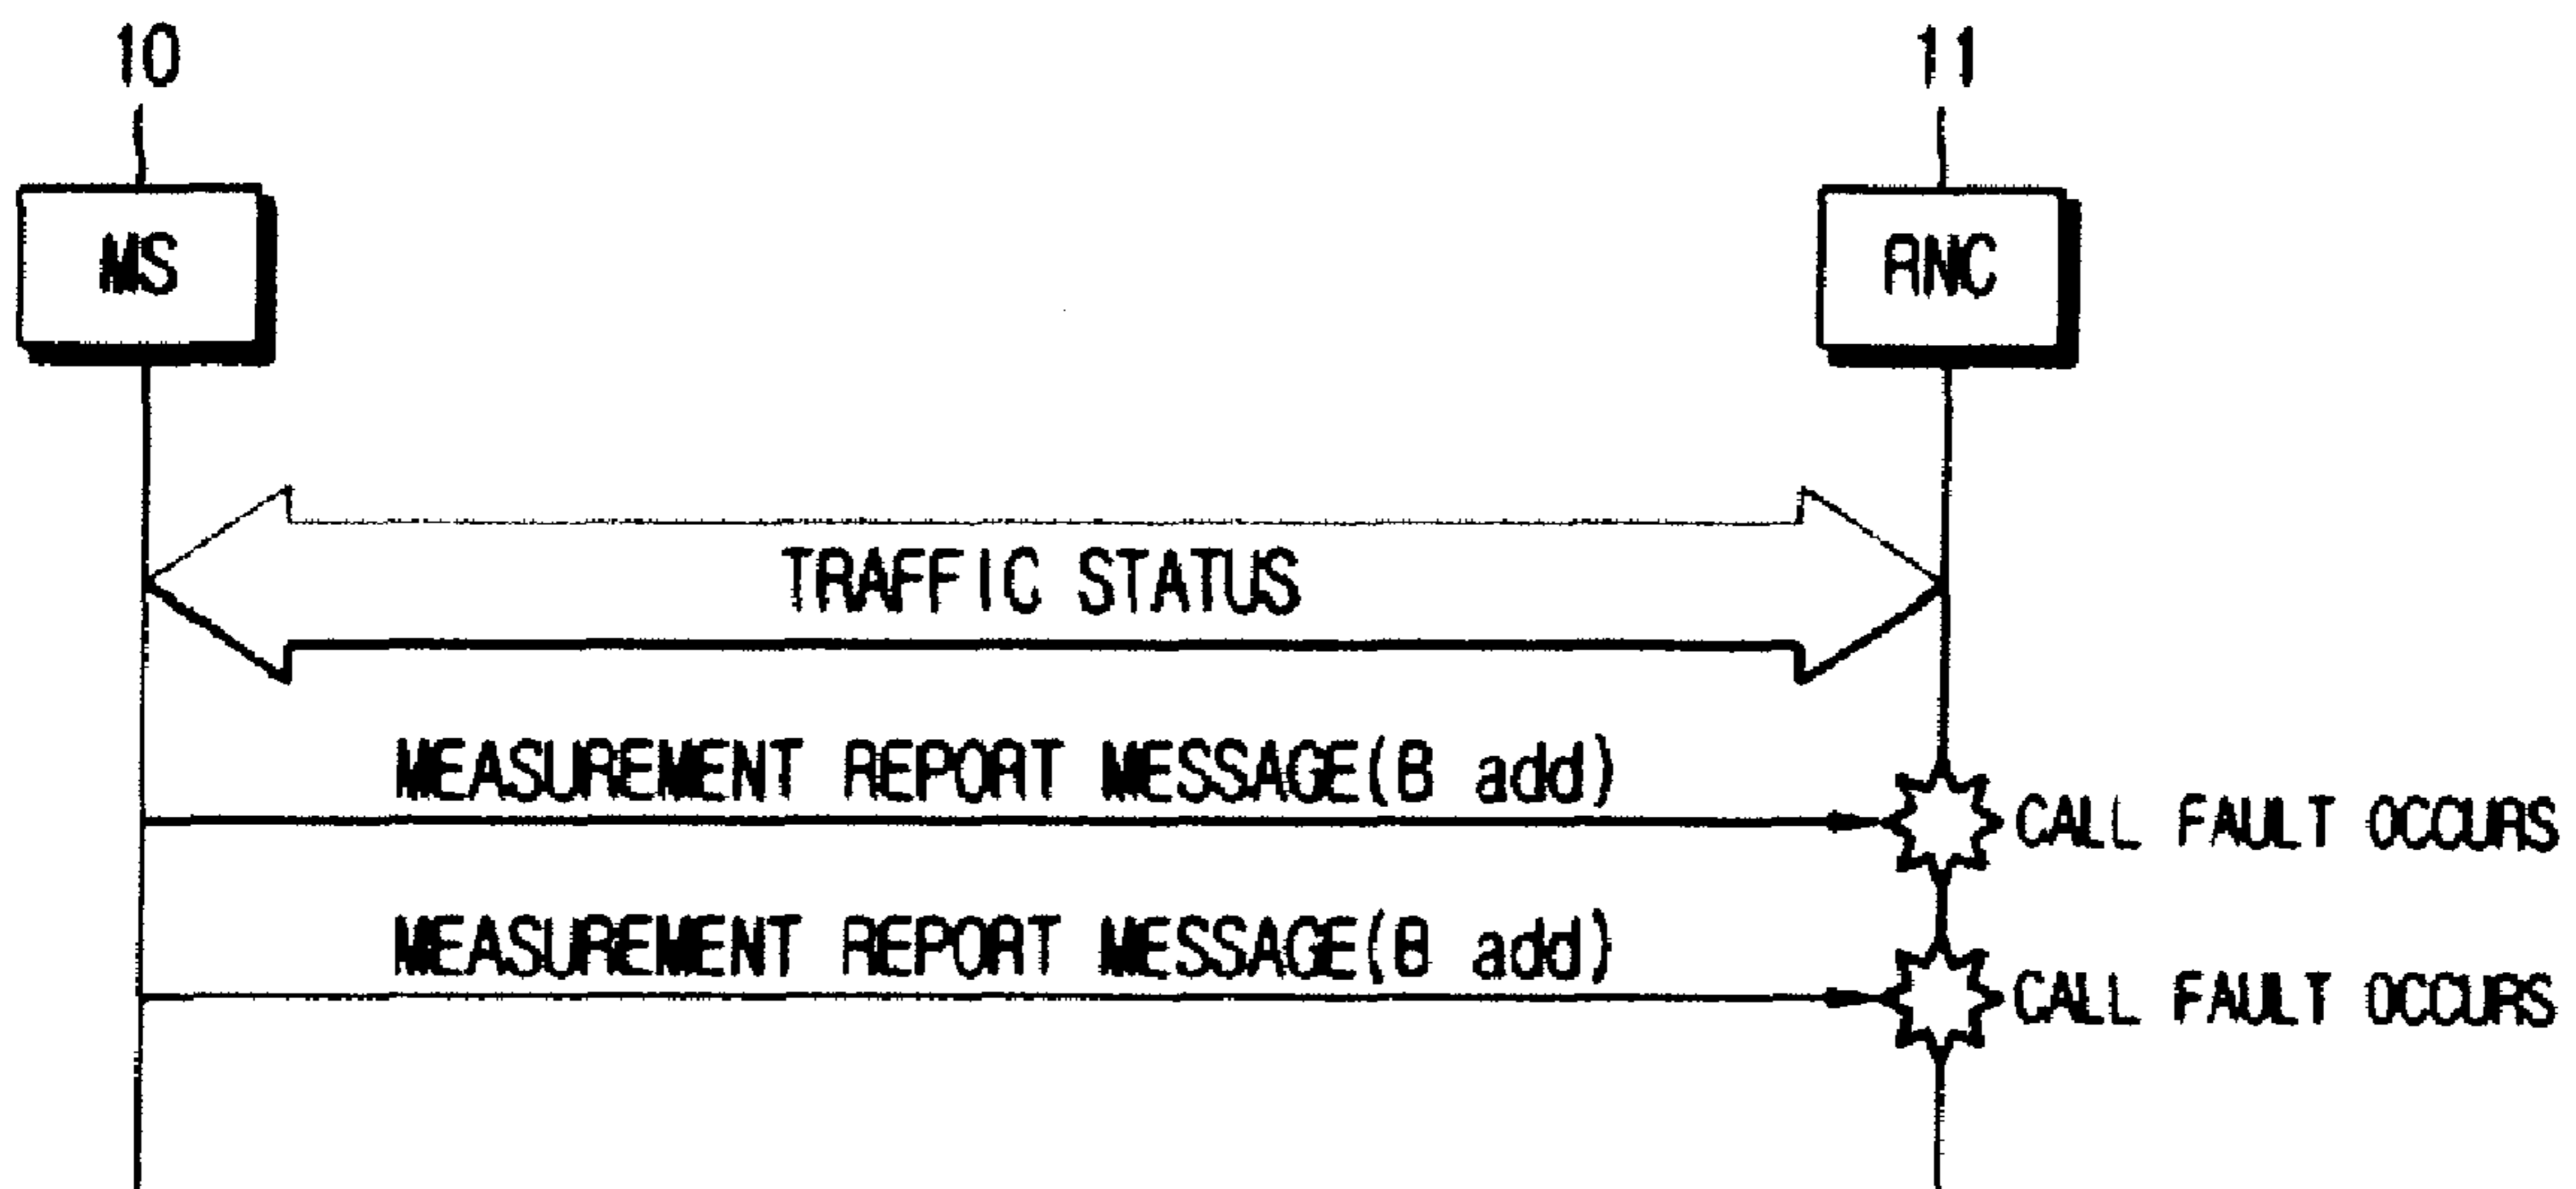 10
11
MS
RNC
TRAFFIC STATUS
MEASUREMENT REPORT MESSAGE(B add)
CALL FAULT OCCURS
MEASUREMENT REPORT MESSAGE(B add)
CALL FAULT OCCURS